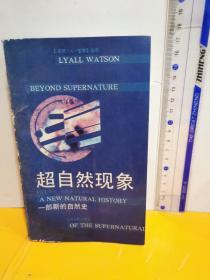 LYALL WATSON
BEYOND SUPERNATURE
超自然现象
A NEW NATURAL HISTORY
一部新的自然史
OF THE SUPERNATURAL